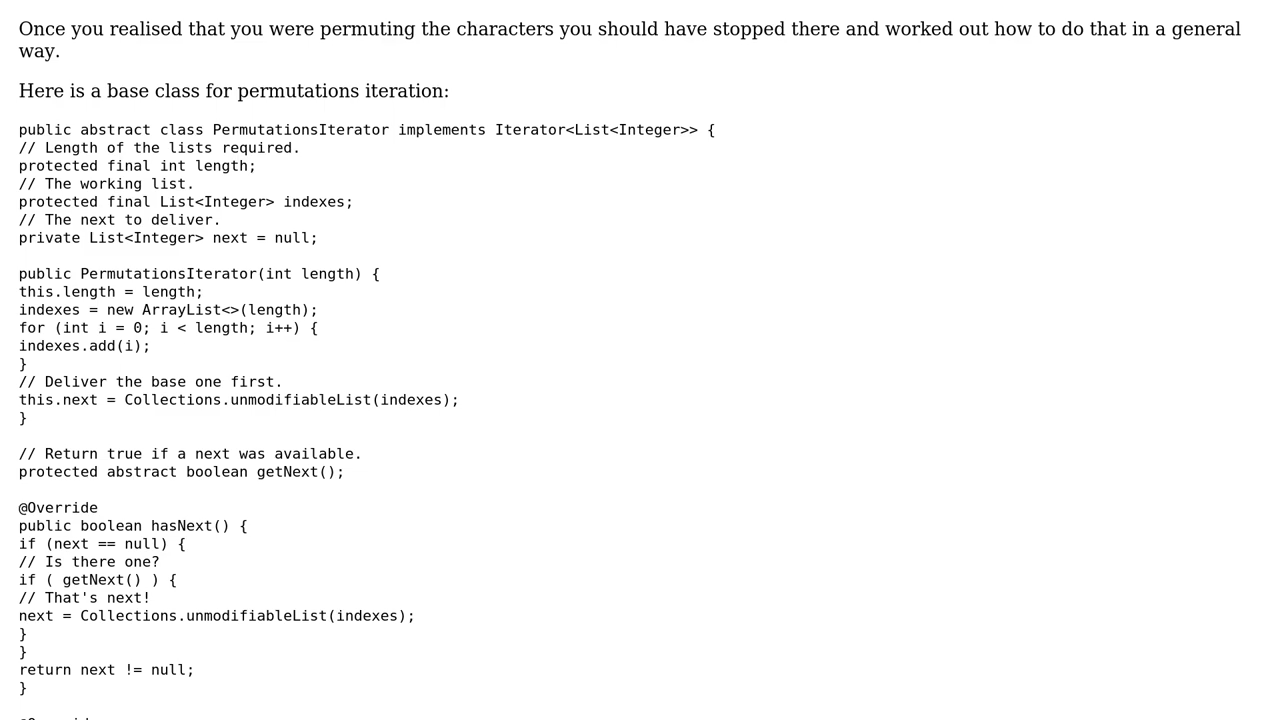 Once you realised that you were permuting the characters you should have stopped there and worked out how to do that in a general
way.
Here is a base class for permutations iteration:
public abstract class PermutationsIterator implements Iterator<List<Integer>> {
// Length of the lists required.
protected final int length;
// The working list.
protected final List<Integer> indexes;
// The next to deliver.
private List<Integer> next = null;
public PermutationsIterator(int length) {
this.length = length;
indexes = new ArrayList<>(length);
for (int i = 0; i < length; i++) {
indexes.add(i);
}
// Deliver the base one first.
this.next = Collections.unmodifiableList(indexes);
}
// Return true if a next was available.
protected abstract boolean getNext();
@Override
public boolean hasNext() {
if (next == null) {
// Is there one?
if ( getNext() ) {
// That's next!
next = Collections.unmodifiableList(indexes);
}
}
return next != null;
}